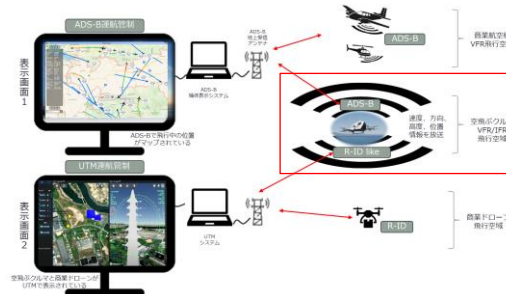 ADS-B運航管制
表示画面1
ADS-Bで飛行中の位置
がマップされている
ADS-B
機体表示システム
ADS-B
地上受信
アンテナ
ADS-B
商業航空機
VFR飛行空域
ADS-B
速度、方向、
高度、位置
情報を放送
R-ID like
空飛ぶクル
VFR/IFR
飛行空域
UTM運航管制
表示画面2
空飛ぶクルマと商業ドローンが
UTMで表示されている
UTM
システム
R-ID
商業ドローン
飛行空域